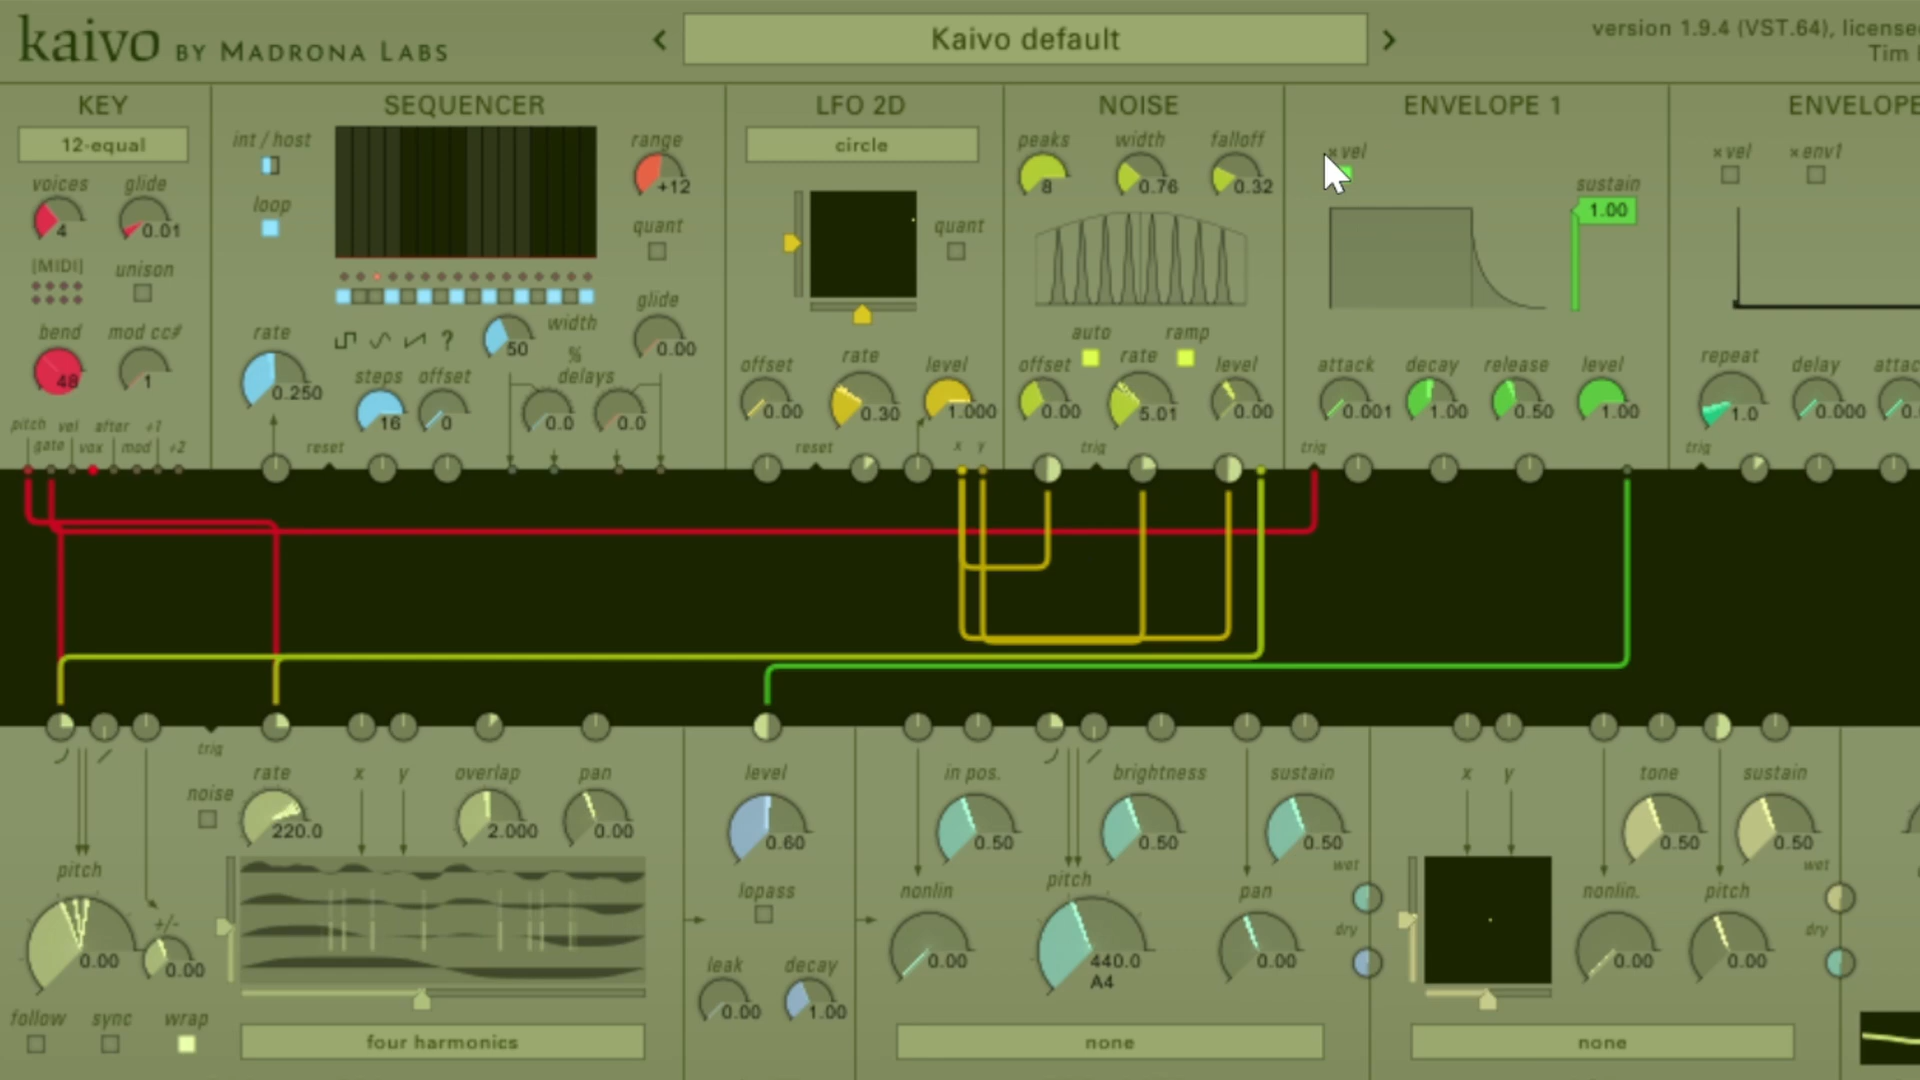 kaivo BY MADRONA LABS
Kaivo default
version 1.9.4 (VST.64), license
Tim
KEY
12-equal
voices
4
glide
0.01
[MIDI]
unison
bend
48
mod cc#
1
pitch gate vel vox after mod +1 +2
SEQUENCER
int / host
loop
range
+12
quant
glide
0.00
rate
0.250
?
50
width
%
steps
16
offset
0
delays
0.0
0.0
reset
LFO 2D
circle
quant
offset
0.00
rate
0.30
level
1.000
reset
x y
NOISE
peaks
8
width
0.76
falloff
0.32
auto
ramp
offset
0.00
rate
5.01
level
0.00
trig
ENVELOPE 1
× vel
sustain
1.00
attack
0.001
decay
1.00
release
0.50
level
1.00
trig
ENVELOPE
× vel
× env1
repeat
1.0
delay
0.000
attac
0.
trig
trig
noise
rate
220.0
x
y
overlap
2.000
pan
0.00
pitch
0.00
+/-
0.00
follow
sync
wrap
four harmonics
level
0.60
lopass
leak
0.00
decay
1.00
in pos.
0.50
brightness
0.50
sustain
0.50
nonlin
0.00
pitch
440.0
A4
pan
0.00
wet
dry
none
x
y
tone
0.50
sustain
0.50
nonlin.
0.00
pitch
0.00
wet
dry
none